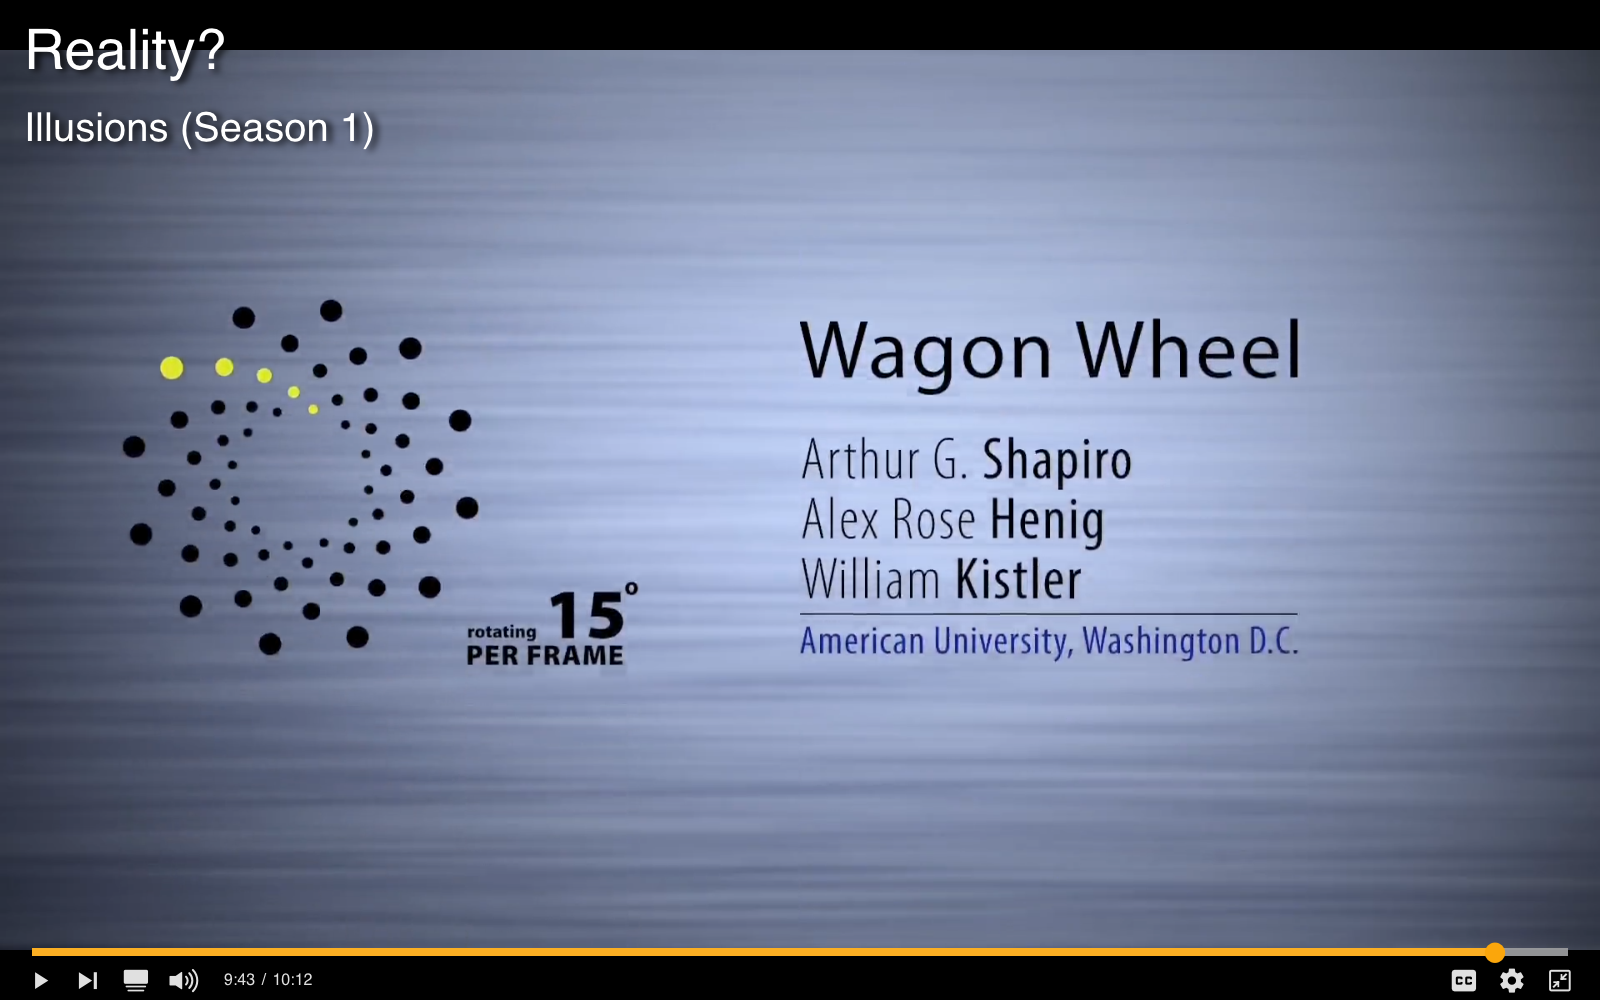 Reality?
Illusions (Season 1)
Wagon Wheel
Arthur G. Shapiro
Alex Rose Henig
William Kistler
American University, Washington D.C.
rotating 15°
PER FRAME
9:43 / 10:12
CC